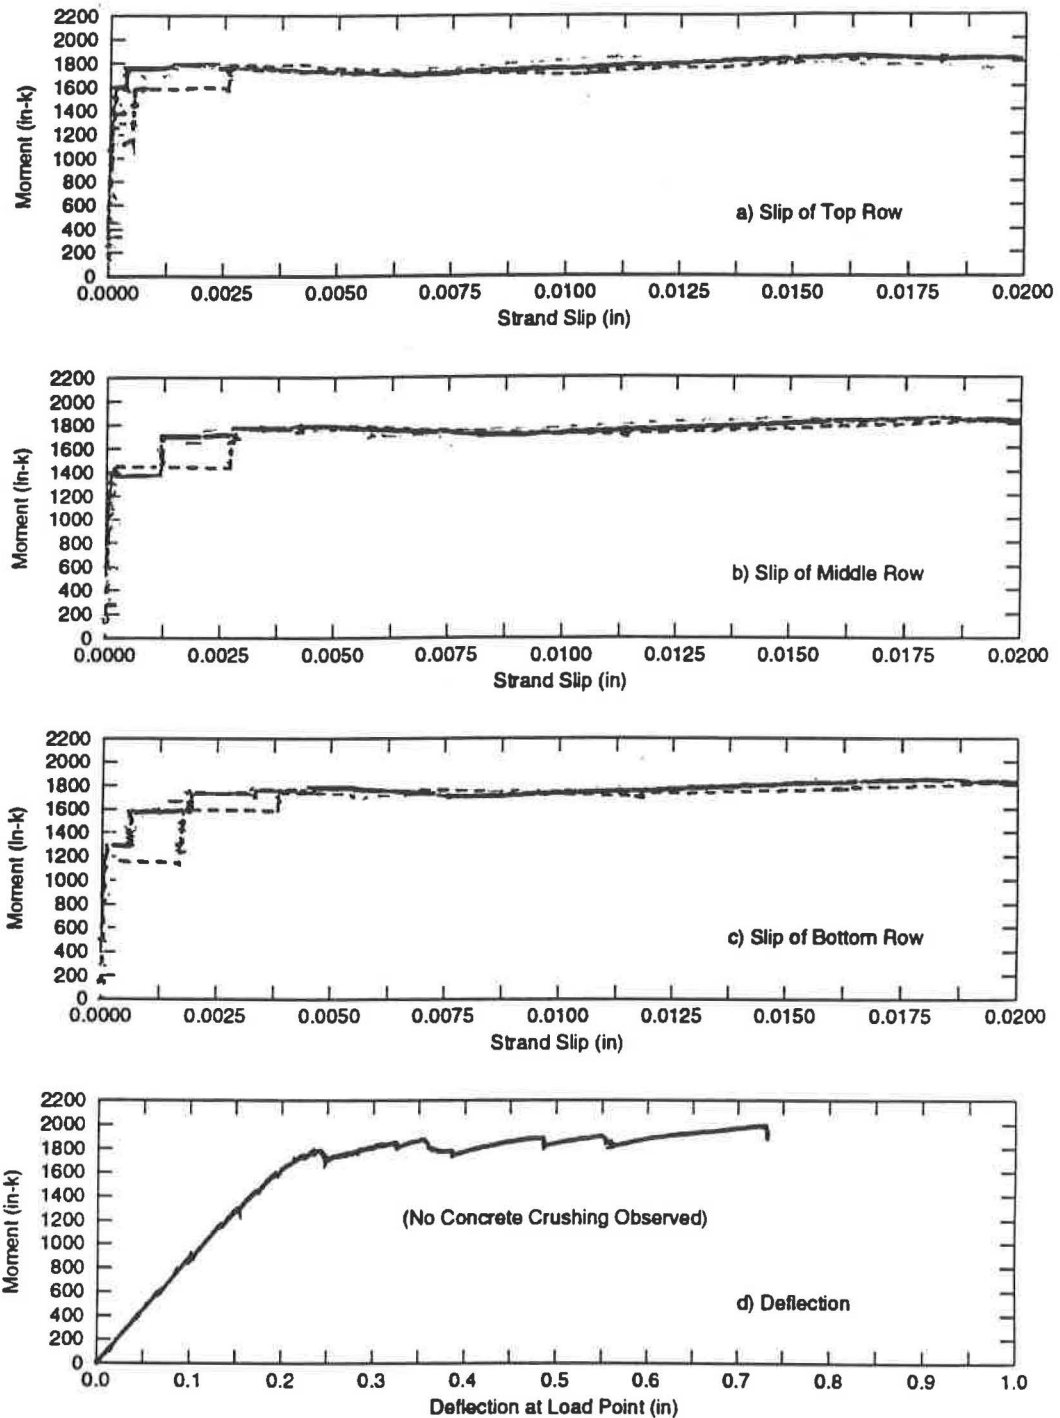 2200
2000
1800
1600
1400
1200
1000
800
600
400
200
0
Moment (in-k)
a) Slip of Top Row
0.0000 0.0025 0.0050 0.0075 0.0100 0.0125 0.0150 0.0175 0.0200
Strand Slip (in)
2200
2000
1800
1600
1400
1200
1000
800
600
400
200
0
Moment (in-k)
b) Slip of Middle Row
0.0000 0.0025 0.0050 0.0075 0.0100 0.0125 0.0150 0.0175 0.0200
Strand Slip (in)
2200
2000
1800
1600
1400
1200
1000
800
600
400
200
0
Moment (in-k)
c) Slip of Bottom Row
0.0000 0.0025 0.0050 0.0075 0.0100 0.0125 0.0150 0.0175 0.0200
Strand Slip (in)
2200
2000
1800
1600
1400
1200
1000
800
600
400
200
0
Moment (in-k)
(No Concrete Crushing Observed)
d) Deflection
0.0 0.1 0.2 0.3 0.4 0.5 0.6 0.7 0.8 0.9 1.0
Deflection at Load Point (in)